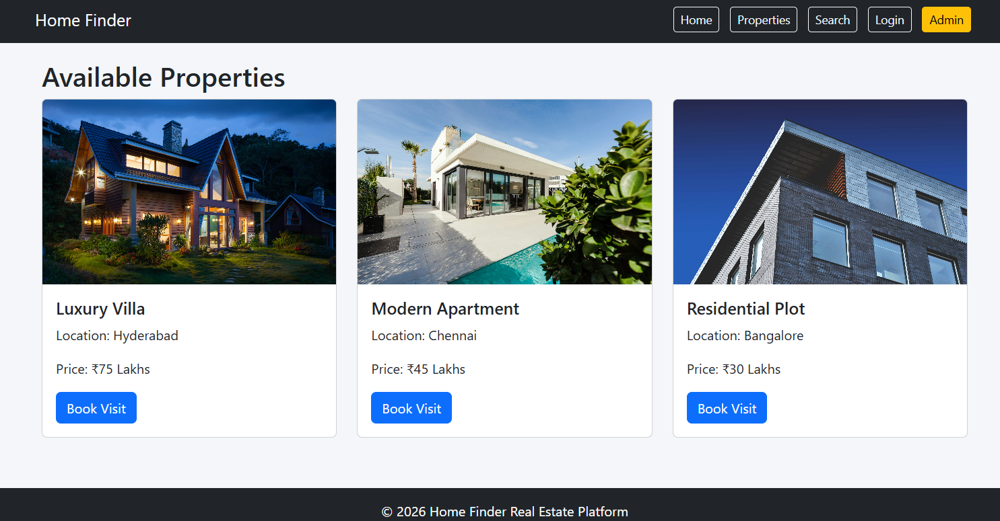 Home Finder
Home
Properties
Search
Login
Admin
Available Properties
Luxury Villa
Location: Hyderabad
Price: ₹75 Lakhs
Book Visit
Modern Apartment
Location: Chennai
Price: ₹45 Lakhs
Book Visit
Residential Plot
Location: Bangalore
Price: ₹30 Lakhs
Book Visit
© 2026 Home Finder Real Estate Platform